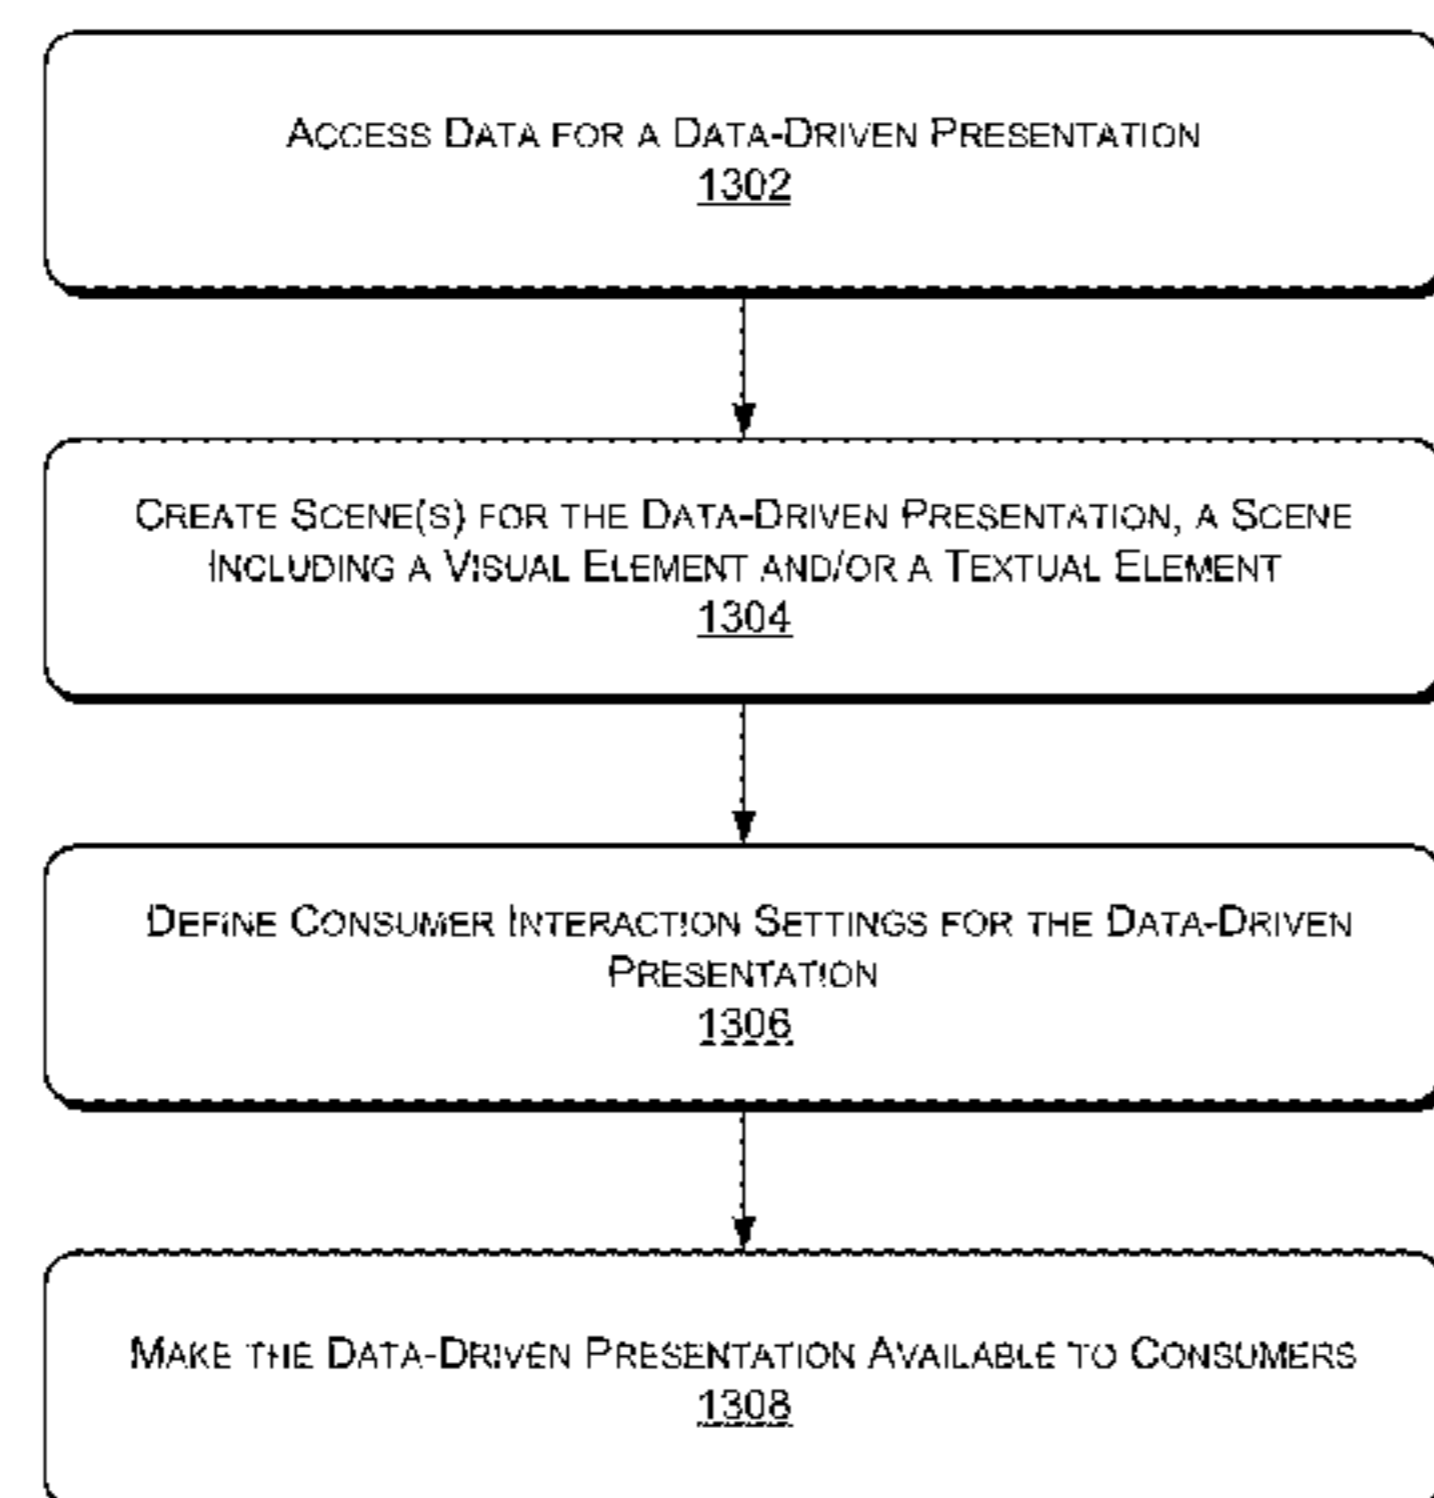 ACCESS DATA FOR A DATA-DRIVEN PRESENTATION
1302
CREATE SCENE(S) FOR THE DATA-DRIVEN PRESENTATION, A SCENE
INCLUDING A VISUAL ELEMENT AND/OR A TEXTUAL ELEMENT
1304
DEFINE CONSUMER INTERACTION SETTINGS FOR THE DATA-DRIVEN
PRESENTATION
1306
MAKE THE DATA-DRIVEN PRESENTATION AVAILABLE TO CONSUMERS
1308